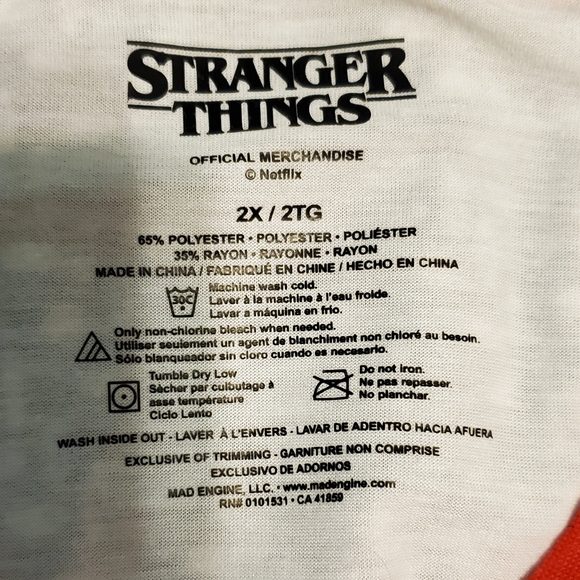 STRANGER
THINGS
OFFICIAL MERCHANDISE
© Netflix
2X / 2TG
65% POLYESTER • POLYESTER • POLIÉSTER
35% RAYON • RAYONNE • RAYON
MADE IN CHINA / FABRIQUÉ EN CHINE / HECHO EN CHINA
30C
Machine wash cold.
Laver à la machine à l'eau froide.
Lavar a máquina en frio.
Only non-chlorine bleach when needed.
Utiliser seulement un agent de blanchiment non chloré au besoin.
Sólo blanqueador sin cloro cuando es necesario.
Tumble Dry Low
Sécher par culbutage à
asse température
Ciclo Lento
Do not iron.
Ne pas repasser.
No planchar.
WASH INSIDE OUT - LAVER À L'ENVERS - LAVAR DE ADENTRO HACIA AFUERA
EXCLUSIVE OF TRIMMING - GARNITURE NON COMPRISE
EXCLUSIVO DE ADORNOS
MAD ENGINE, LLC. • www.madengine.com
RN# 0101531 • CA 41859